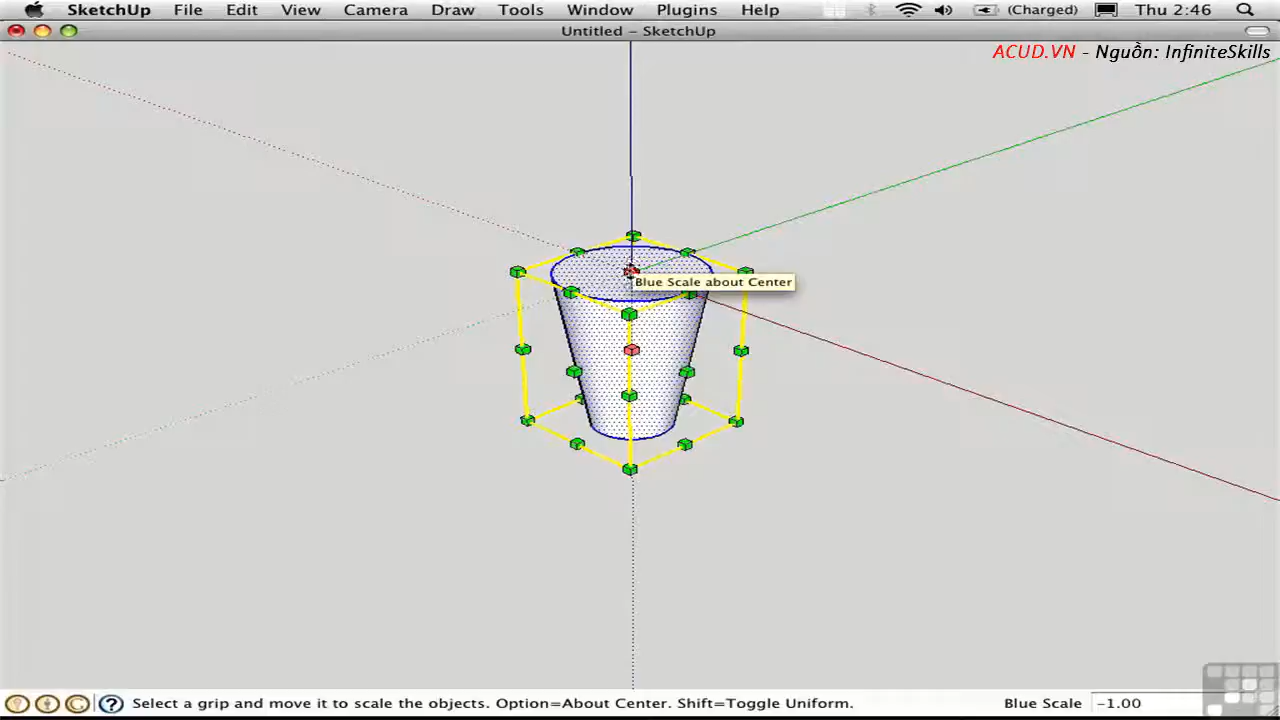 SketchUp File Edit View Camera Draw Tools Window Plugins Help (Charged) Thu 2:46
Untitled – SketchUp
ACUD.VN - Nguồn: InfiniteSkills
Blue Scale about Center
Select a grip and move it to scale the objects. Option=About Center. Shift=Toggle Uniform. Blue Scale -1.00